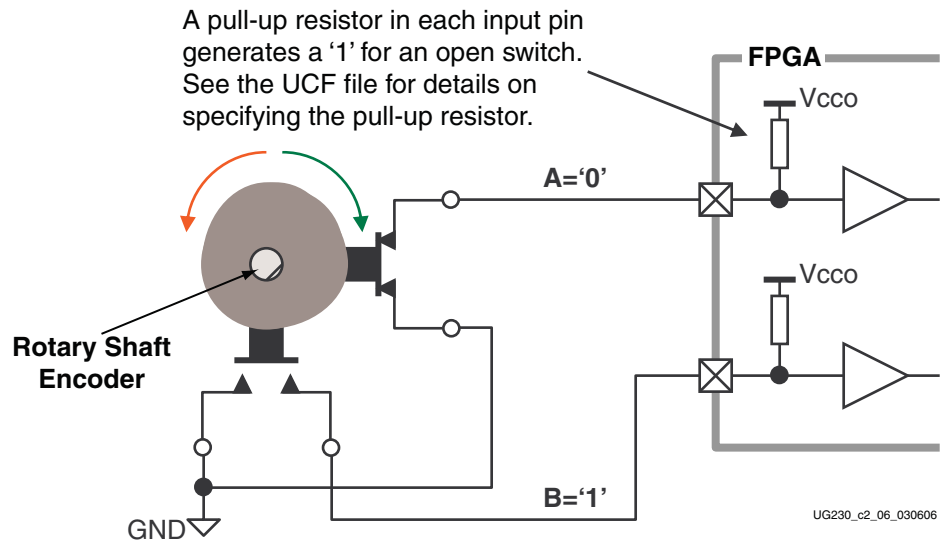 A pull-up resistor in each input pin
generates a ‘1’ for an open switch.
See the UCF file for details on
specifying the pull-up resistor.
FPGA
Vcco
A=‘0’
Vcco
Rotary Shaft
Encoder
B=‘1’
GND
UG230_c2_06_030606